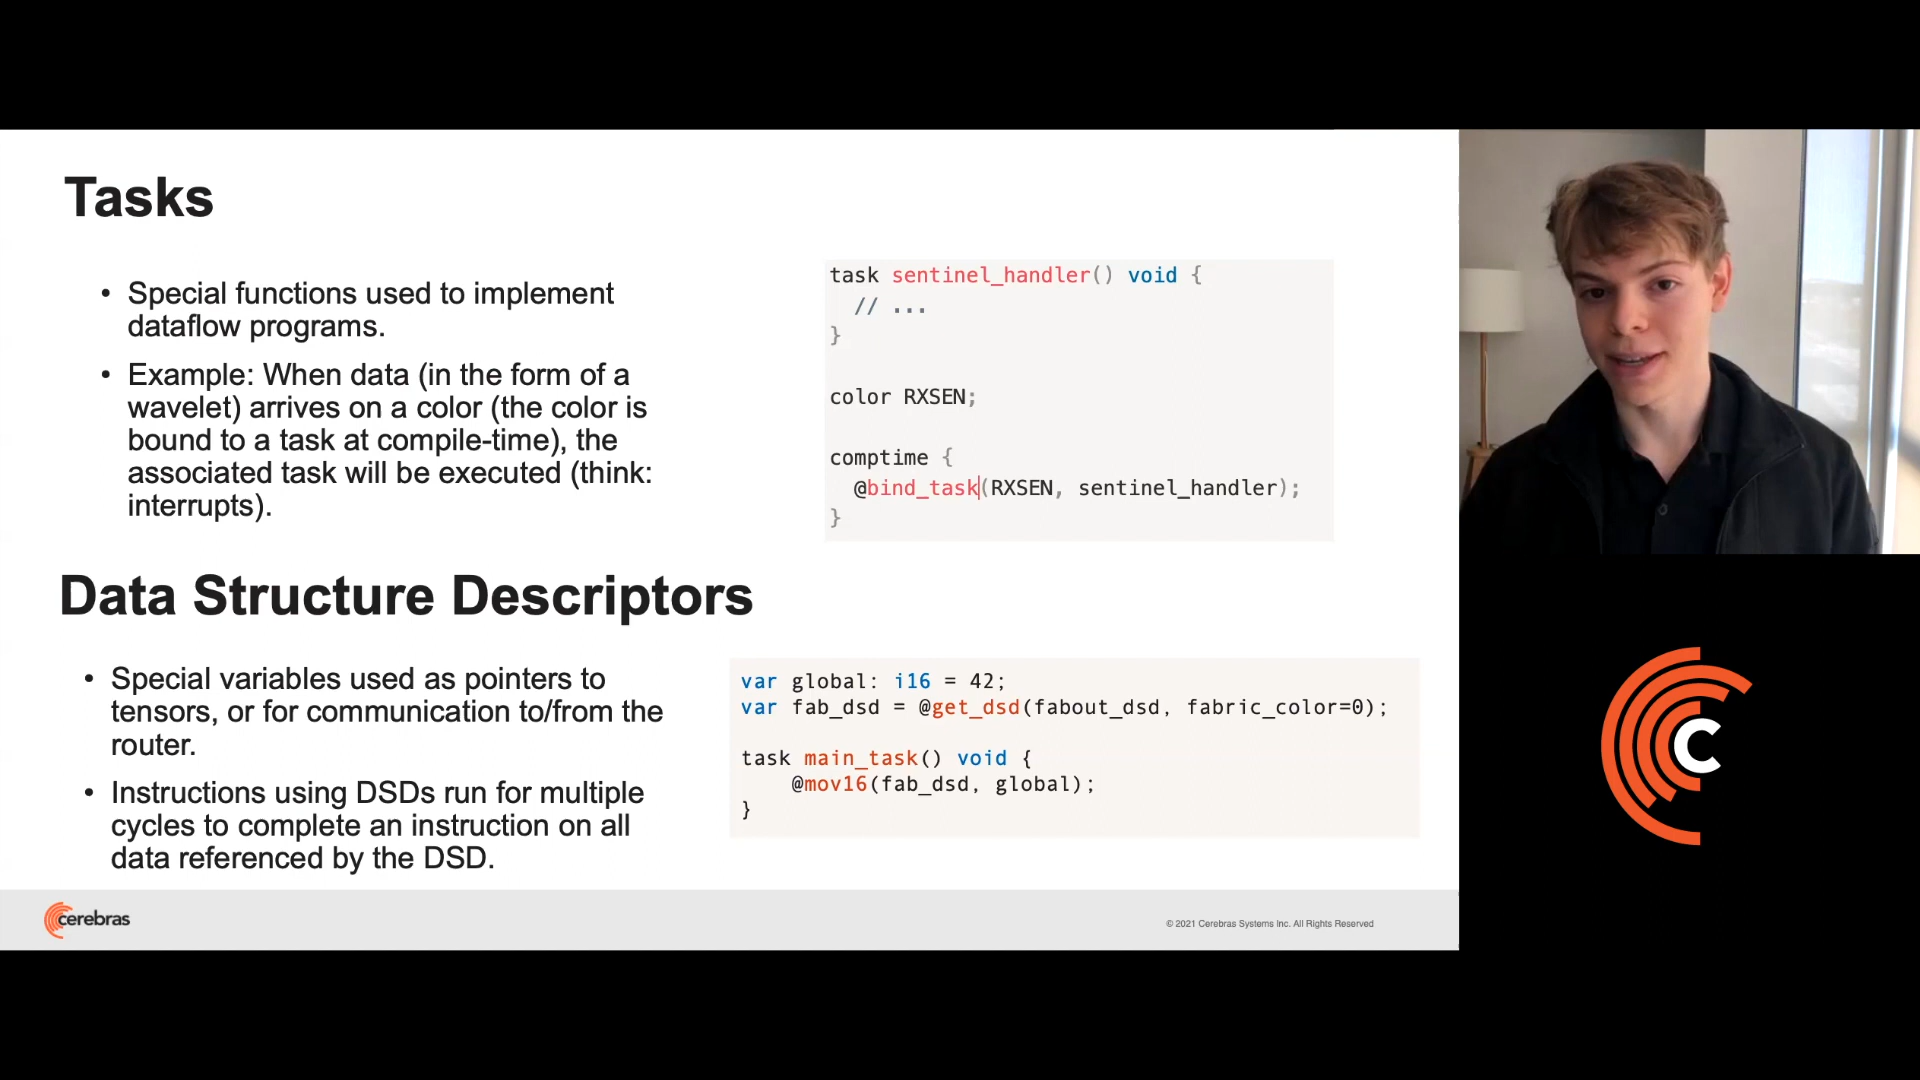 Tasks
• Special functions used to implement
dataflow programs.
• Example: When data (in the form of a
wavelet) arrives on a color (the color is
bound to a task at compile-time), the
associated task will be executed (think:
interrupts).
task sentinel_handler() void {
// ...
}
color RXSEN;
comptime {
@bind_task(RXSEN, sentinel_handler);
}
Data Structure Descriptors
• Special variables used as pointers to
tensors, or for communication to/from the
router.
• Instructions using DSDs run for multiple
cycles to complete an instruction on all
data referenced by the DSD.
var global: i16 = 42;
var fab_dsd = @get_dsd(fabout_dsd, fabric_color=0);
task main_task() void {
@mov16(fab_dsd, global);
}
cerebras
© 2021 Cerebras Systems Inc. All Rights Reserved